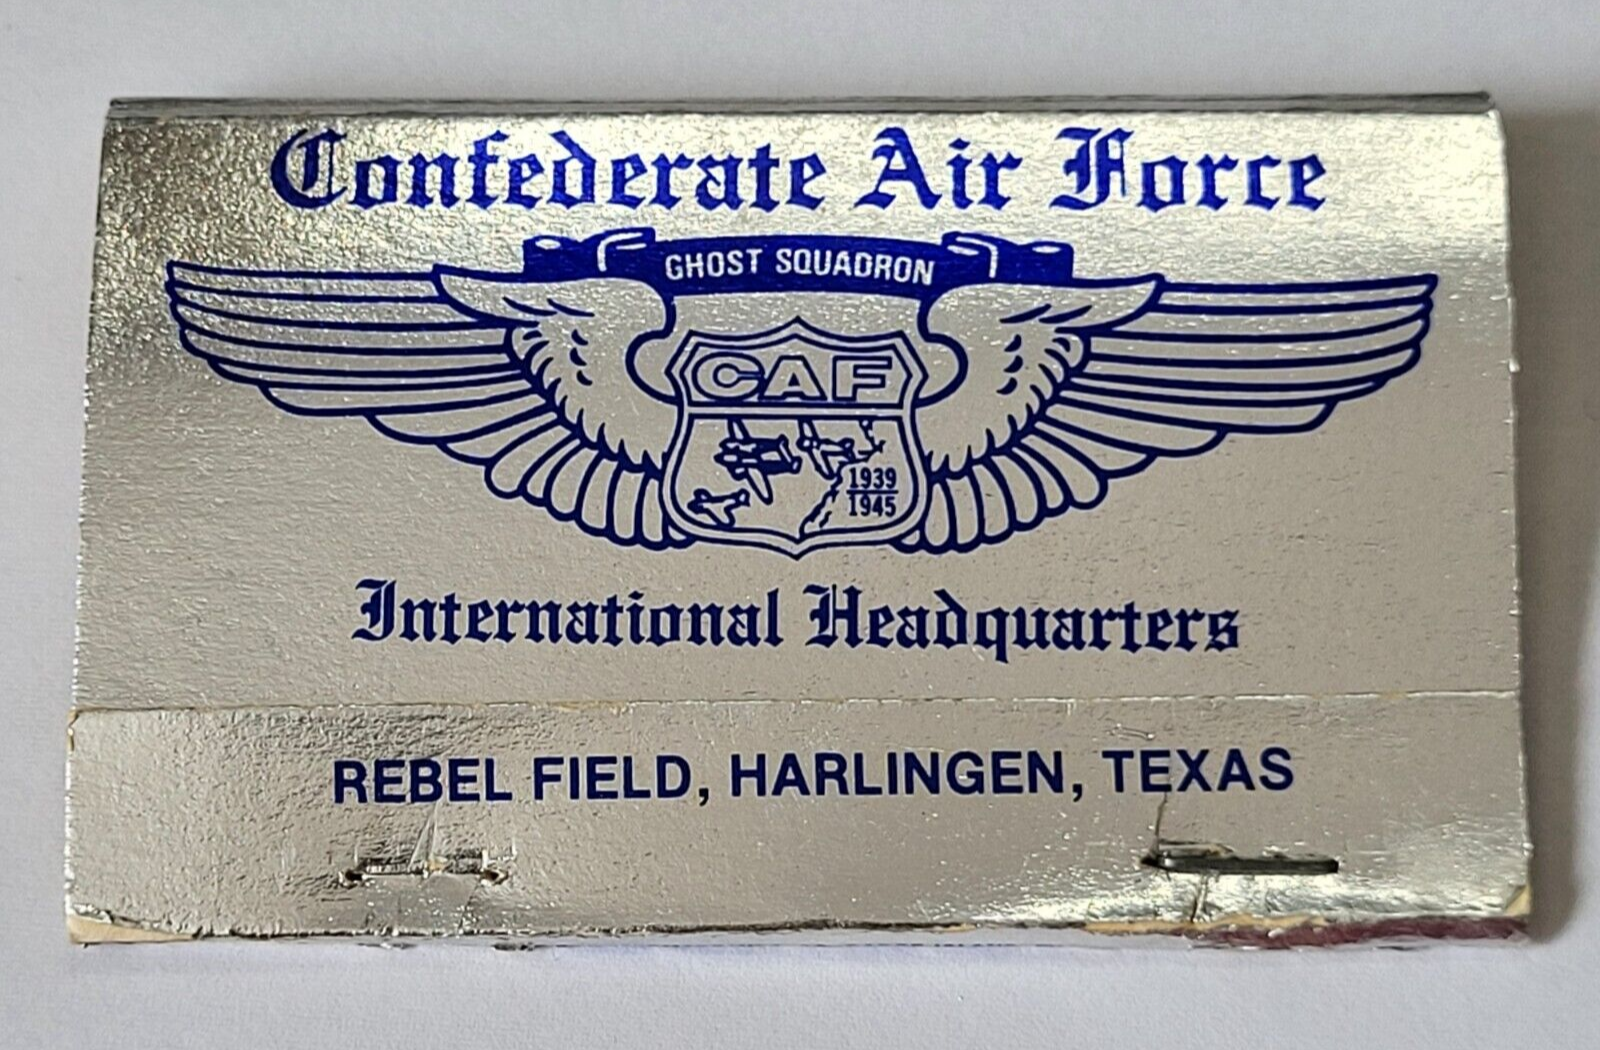 Confederate Air Force
GHOST SQUADRON
CAF
1939
1945
International Headquarters
REBEL FIELD, HARLINGEN, TEXAS